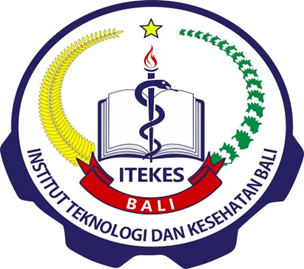 ITEKES
BALI
INSTITUT TEKNOLOGI DAN KESEHATAN BALI